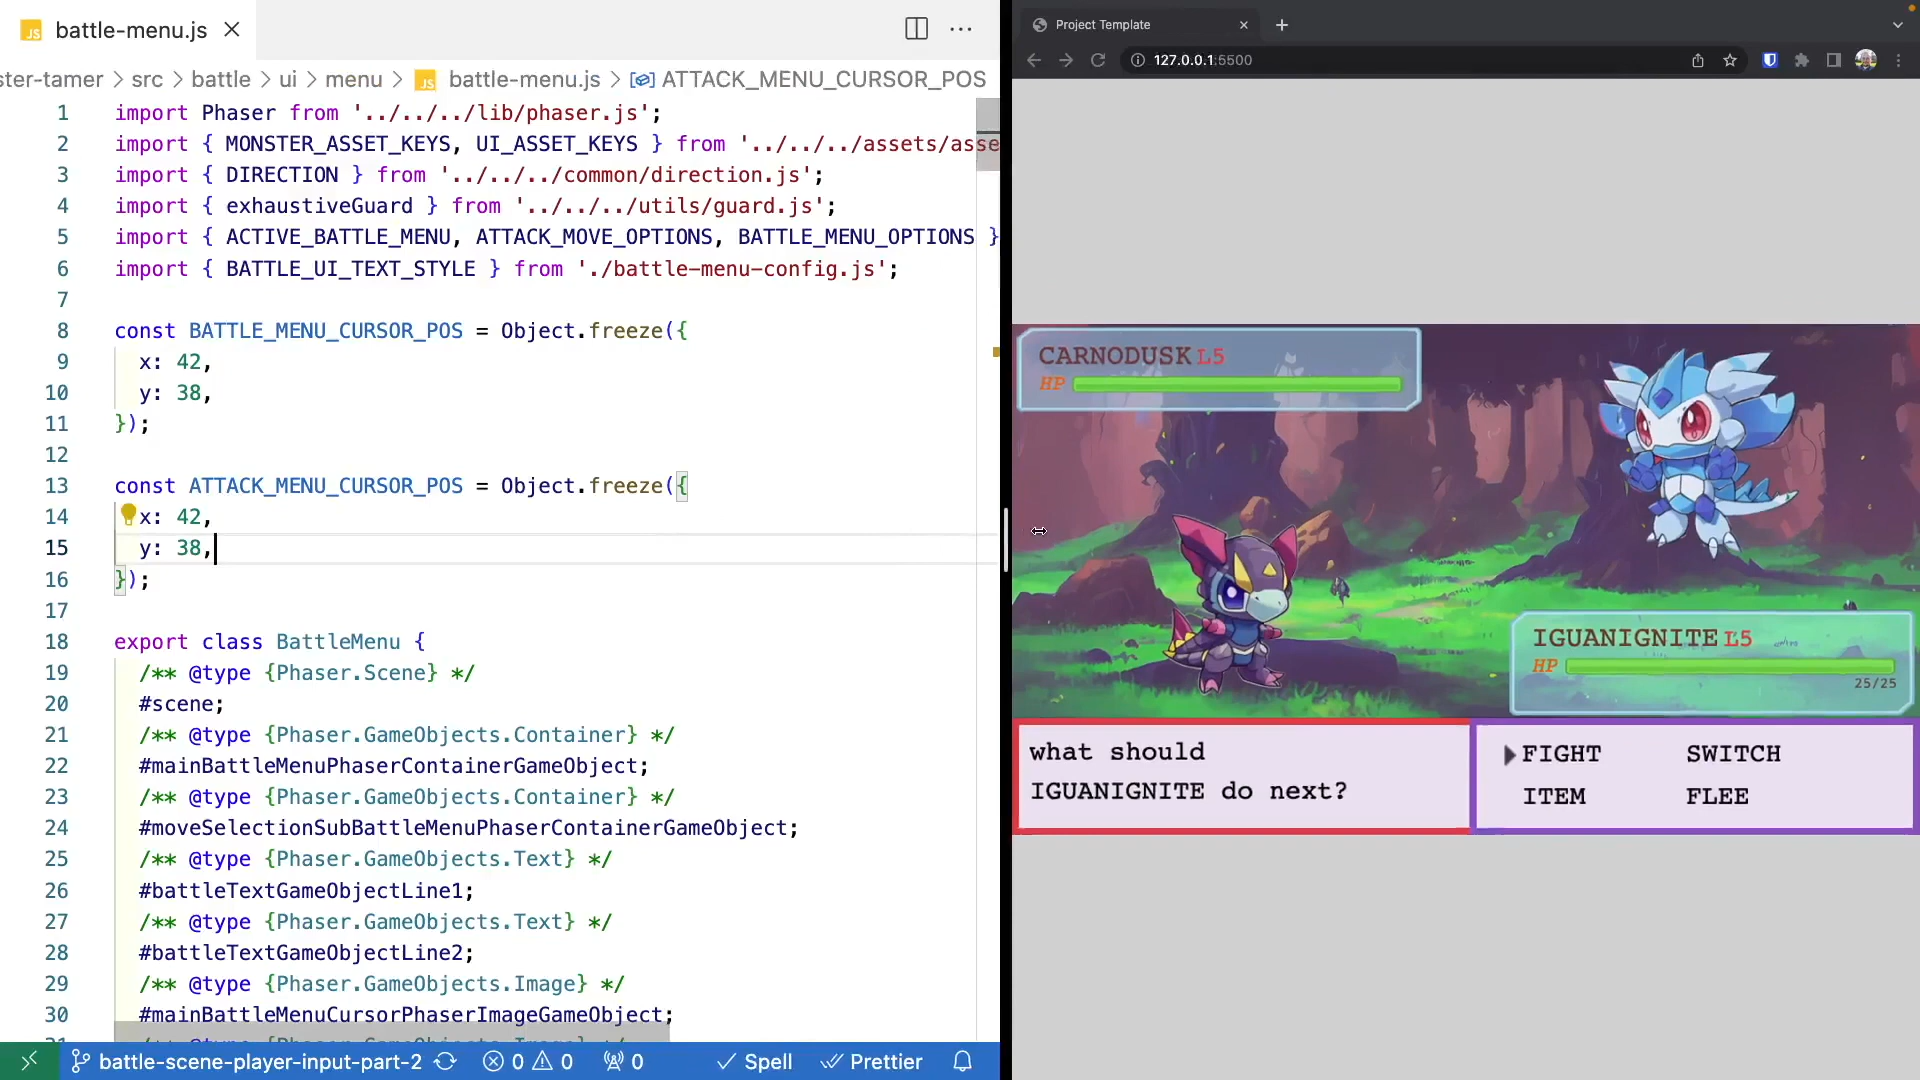 battle-menu.js
ster-tamer > src > battle > ui > menu > battle-menu.js > ATTACK_MENU_CURSOR_POS
1 import Phaser from '../../../lib/phaser.js';
2 import { MONSTER_ASSET_KEYS, UI_ASSET_KEYS } from '../../../assets/asse
3 import { DIRECTION } from '../../../common/direction.js';
4 import { exhaustiveGuard } from '../../../utils/guard.js';
5 import { ACTIVE_BATTLE_MENU, ATTACK_MOVE_OPTIONS, BATTLE_MENU_OPTIONS }
6 import { BATTLE_UI_TEXT_STYLE } from './battle-menu-config.js';
7
8 const BATTLE_MENU_CURSOR_POS = Object.freeze({
9 x: 42,
10 y: 38,
11 });
12
13 const ATTACK_MENU_CURSOR_POS = Object.freeze({
14 x: 42,
15 y: 38,
16 });
17
18 export class BattleMenu {
19 /** @type {Phaser.Scene} */
20 #scene;
21 /** @type {Phaser.GameObjects.Container} */
22 #mainBattleMenuPhaserContainerGameObject;
23 /** @type {Phaser.GameObjects.Container} */
24 #moveSelectionSubBattleMenuPhaserContainerGameObject;
25 /** @type {Phaser.GameObjects.Text} */
26 #battleTextGameObjectLine1;
27 /** @type {Phaser.GameObjects.Text} */
28 #battleTextGameObjectLine2;
29 /** @type {Phaser.GameObjects.Image} */
30 #mainBattleMenuCursorPhaserImageGameObject;
battle-scene-player-input-part-2 0 0 0 Spell Prettier
Project Template
127.0.0.1:5500
CARNODUSK L5
HP
IGUANIGNITE L5
HP
25/25
what should
IGUANIGNITE do next?
FIGHT SWITCH
ITEM FLEE